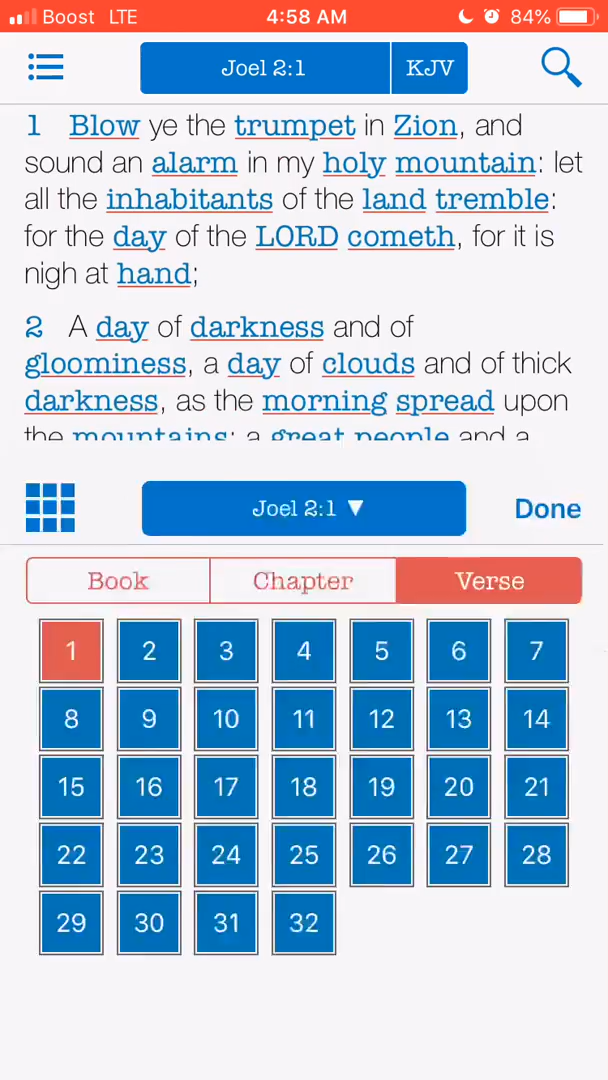 Boost LTE 4:58 AM 84%
Joel 2:1 KJV
1 Blow ye the trumpet in Zion, and
sound an alarm in my holy mountain: let
all the inhabitants of the land tremble:
for the day of the LORD cometh, for it is
nigh at hand;
2 A day of darkness and of
gloominess, a day of clouds and of thick
darkness, as the morning spread upon
the mountains: a great people and a
Joel 2:1 ▼ Done
Book Chapter Verse
1 2 3 4 5 6 7
8 9 10 11 12 13 14
15 16 17 18 19 20 21
22 23 24 25 26 27 28
29 30 31 32